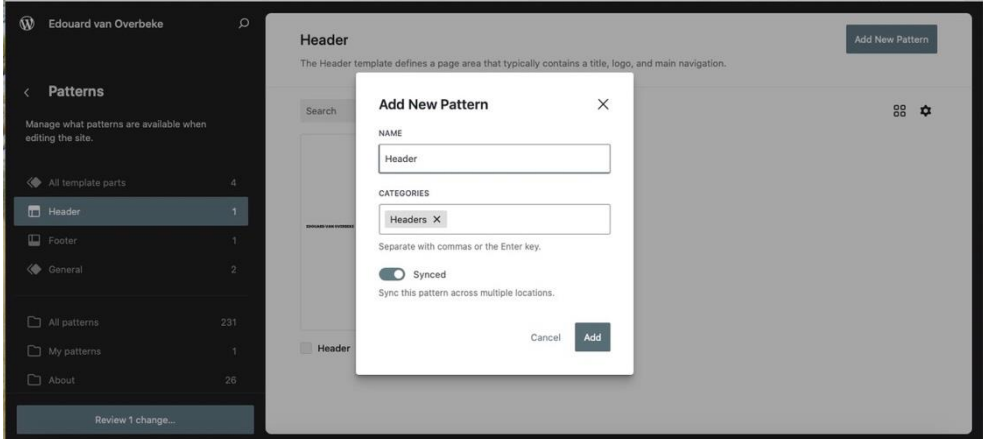 Edouard van Overbeke
Patterns
Manage what patterns are available when
editing the site.
All template parts 4
Header 1
Footer 1
General 2
All patterns 231
My patterns 1
About 26
Review 1 change...
Header
Add New Pattern
The Header template defines a page area that typically contains a title, logo, and main navigation.
Search
EDOUARD VAN OVERBEKE
Header
Add New Pattern
NAME
Header
CATEGORIES
Headers
Separate with commas or the Enter key.
Synced
Sync this pattern across multiple locations.
Cancel Add